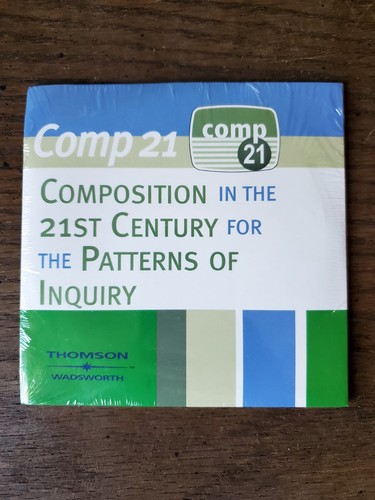 Comp 21
comp
21
COMPOSITION IN THE
21ST CENTURY FOR
THE PATTERNS OF
INQUIRY
THOMSON
WADSWORTH